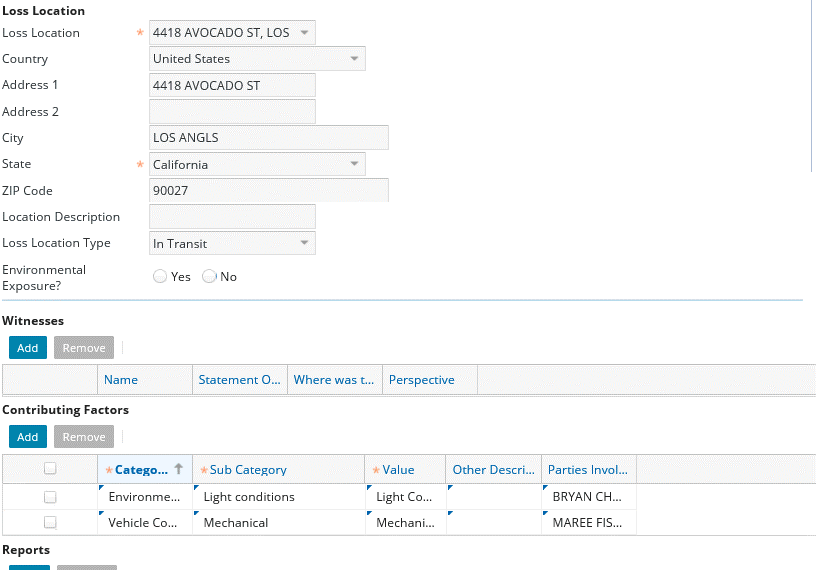 Loss Location
Loss Location * 4418 AVOCADO ST, LOS
Country United States
Address 1 4418 AVOCADO ST
Address 2
City LOS ANGLS
State * California
ZIP Code 90027
Location Description
Loss Location Type In Transit
Environmental
Exposure? Yes No
Witnesses
Add Remove
Name Statement O... Where was t... Perspective
Contributing Factors
Add Remove
* Catego... * Sub Category * Value Other Descri... Parties Invol...
Environme... Light conditions Light Co... BRYAN CH...
Vehicle Co... Mechanical Mechani... MAREE FIS...
Reports